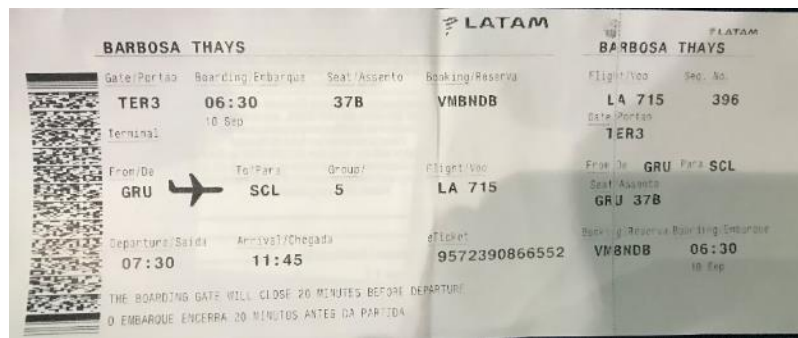 LATAM
BARBOSA THAYS
Gate/Portao Boarding/Embarque Seat/Assento Booking/Reserva
TER3 06:30 37B VMBNDB
10 Sep
Terminal
From/De To/Para Group/ Flight/Voo
GRU SCL 5 LA 715
Departure/Saida Arrival/Chegada eTicket
07:30 11:45 9572390866552
THE BOARDING GATE WILL CLOSE 20 MINUTES BEFORE DEPARTURE
O EMBARQUE ENCERRA 20 MINUTOS ANTES DA PARTIDA
LATAM
BARBOSA THAYS
Flight/Voo Seq. No.
LA 715 396
Gate/Portao
TER3
From/De GRU Para SCL
Seat/Assento
GRU 37B
Booking/Reserva Boarding/Embarque
VMBNDB 06:30
10 Sep